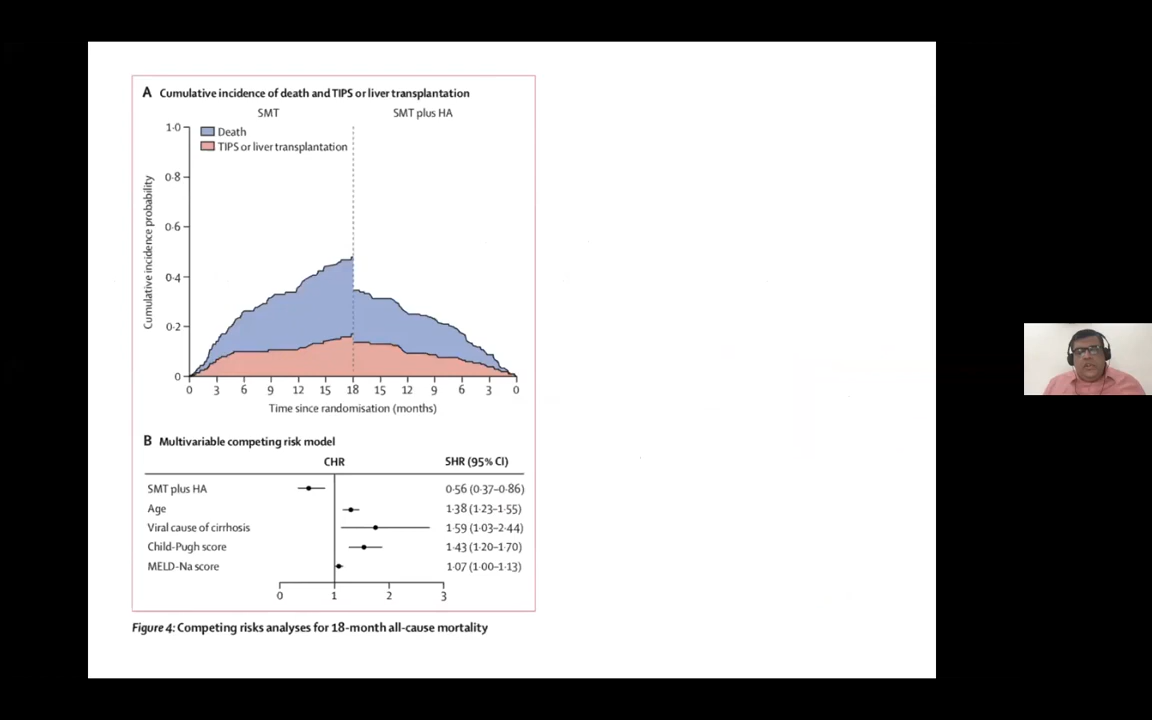 A Cumulative incidence of death and TIPS or liver transplantation
SMT SMT plus HA
Death
TIPS or liver transplantation
Cumulative incidence probability
1·0
0·8
0·6
0·4
0·2
0
0 3 6 9 12 15 18 15 12 9 6 3 0
Time since randomisation (months)
B Multivariable competing risk model
CHR SHR (95% CI)
SMT plus HA 0·56 (0·37–0·86)
Age 1·38 (1·23–1·55)
Viral cause of cirrhosis 1·59 (1·03–2·44)
Child-Pugh score 1·43 (1·20–1·70)
MELD-Na score 1·07 (1·00–1·13)
0 1 2 3
Figure 4: Competing risks analyses for 18-month all-cause mortality